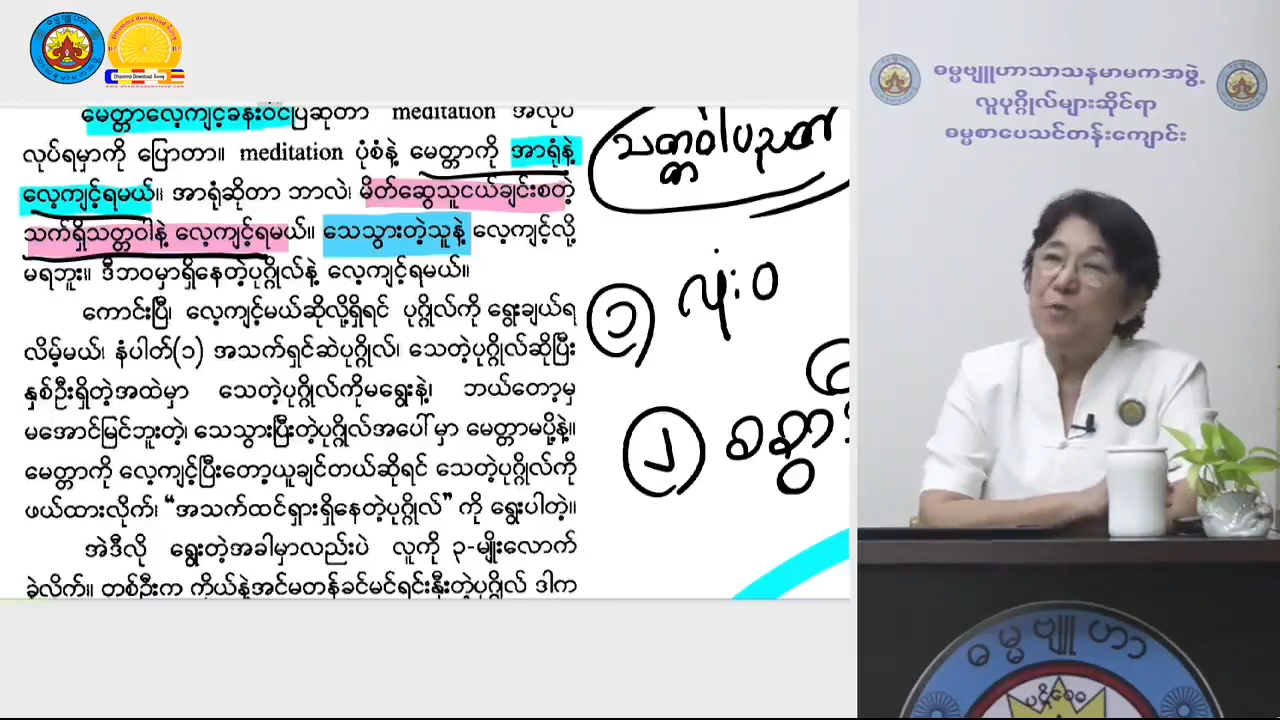 ဓမ္မဗျူဟာ
Dhamma Download
www.dhammadownload.com
မေတ္တာလေ့ကျင့်ခန်းဝင်ပြီဆိုတာ meditation အလုပ်
လုပ်ရမှာကို ပြောတာ။ meditation ပုံစံနဲ့ မေတ္တာကို အာရုံနဲ့
လေ့ကျင့်ရမယ်။ အာရုံဆိုတာ ဘာလဲ၊ မိတ်ဆွေသူငယ်ချင်းစတဲ့
သက်ရှိသတ္တဝါနဲ့ လေ့ကျင့်ရမယ်။ သေသွားတဲ့သူနဲ့ လေ့ကျင့်လို့
မရဘူး။ ဒီဘဝမှာရှိနေတဲ့ပုဂ္ဂိုလ်နဲ့ လေ့ကျင့်ရမယ်။
ကောင်းပြီ၊ လေ့ကျင့်မယ်ဆိုလို့ရှိရင် ပုဂ္ဂိုလ်ကို ရွေးချယ်ရ
လိမ့်မယ်၊ နံပါတ်(၁) အသက်ရှင်ဆဲပုဂ္ဂိုလ်၊ သေတဲ့ပုဂ္ဂိုလ်ဆိုပြီး
နှစ်ဦးရှိတဲ့အထဲမှာ သေတဲ့ပုဂ္ဂိုလ်ကိုမရွေးနဲ့၊ ဘယ်တော့မှ
မအောင်မြင်ဘူးတဲ့၊ သေသွားပြီးတဲ့ပုဂ္ဂိုလ်အပေါ်မှာ မေတ္တာမပို့နဲ့။
မေတ္တာကို လေ့ကျင့်ပြီးတော့ယူချင်တယ်ဆိုရင် သေတဲ့ပုဂ္ဂိုလ်ကို
ဖယ်ထားလိုက်၊ “အသက်ထင်ရှားရှိနေတဲ့ပုဂ္ဂိုလ်” ကို ရွေးပါတဲ့။
အဲဒီလို ရွေးတဲ့အခါမှာလည်းပဲ လူကို ၃-မျိုးလောက်
ခွဲလိုက်။ တစ်ဦးက ကိုယ်နဲ့အင်မတန်ခင်မင်ရင်းနှီးတဲ့ပုဂ္ဂိုလ် ဒါက
သတ္တဝါပညတ်
၁ လုံးဝ
၂
ဓမ္မဗျူဟာသာသနမာမကအဖွဲ့
လူပုဂ္ဂိုလ်များဆိုင်ရာ
ဓမ္မစာပေသင်တန်းကျောင်း
ဓမ္မဗျူဟာ
ပဋိဝေဓ